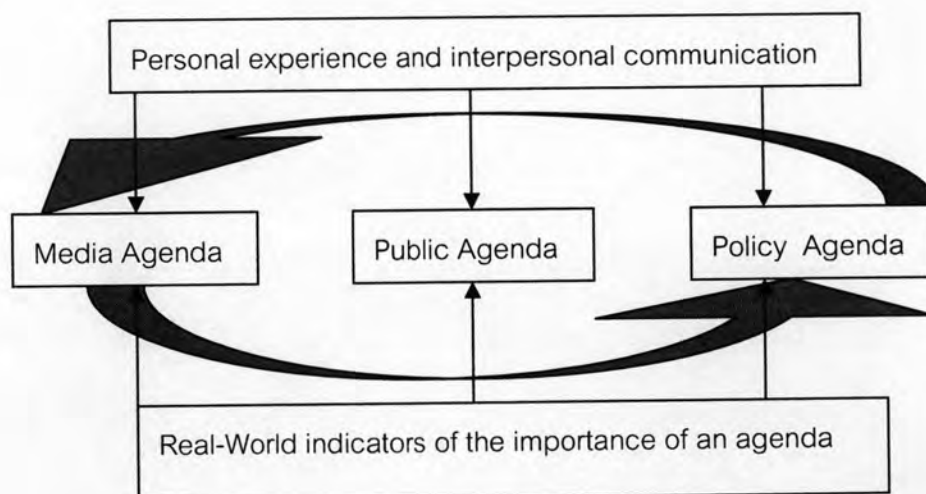 Personal experience and interpersonal communication
Media Agenda
Public Agenda
Policy Agenda
Real-World indicators of the importance of an agenda